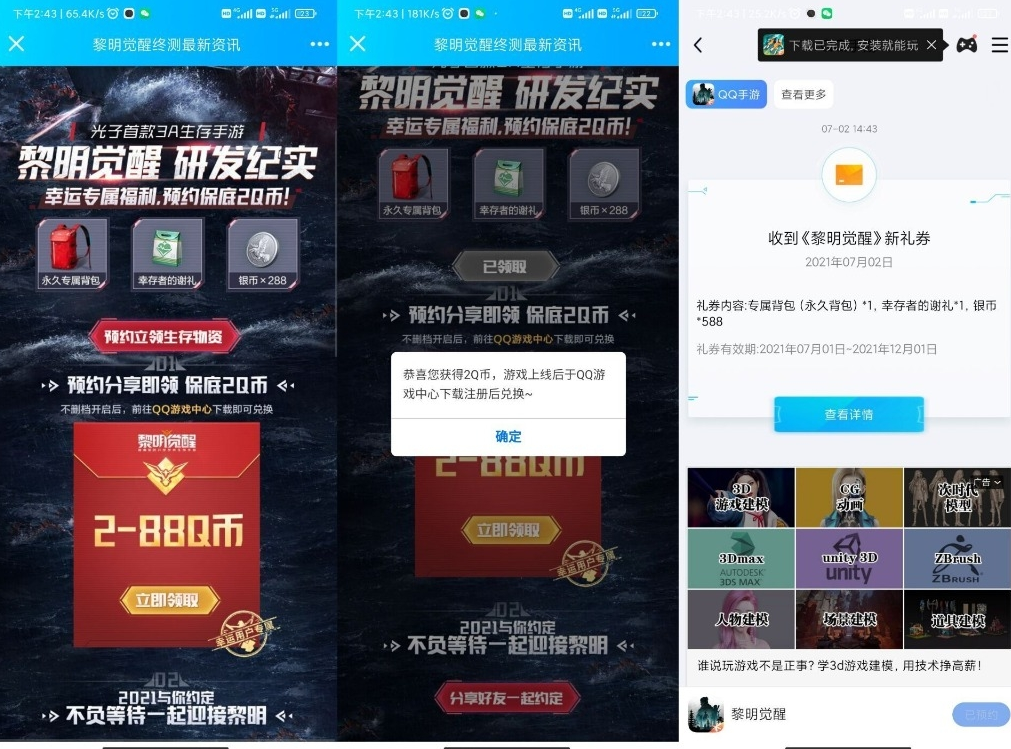 下午2:43 | 65.4K/s
黎明觉醒终测最新资讯
光子首款3A生存手游
黎明觉醒 研发纪实
幸运专属福利,预约保底2Q币!
永久专属背包
幸存者的谢礼
银币×288
预约立领生存物资
01
预约分享即领 保底2Q币
不删档开启后，前往QQ游戏中心下载即可兑换
黎明觉醒
2-88Q币
立即领取
幸运用户专属
02
2021与你约定
不负等待一起迎接黎明
下午2:43 | 181K/s
黎明觉醒终测最新资讯
黎明觉醒 研发纪实
幸运专属福利,预约保底2Q币!
永久专属背包
幸存者的谢礼
银币×288
已领取
01
预约分享即领 保底2Q币
不删档开启后，前往QQ游戏中心下载即可兑换
恭喜您获得2Q币，游戏上线后于QQ游
戏中心下载注册后兑换~
确定
2-88Q币
立即领取
幸运用户专属
02
2021与你约定
不负等待一起迎接黎明
分享好友一起约定
下载已完成, 安装就能玩
QQ手游
查看更多
07-02 14:43
收到《黎明觉醒》新礼券
2021年07月02日
礼券内容:专属背包（永久背包）*1, 幸存者的谢礼*1, 银币
*588
礼券有效期:2021年07月01日~2021年12月01日
查看详情
广告
3D
游戏建模
CG
动画
次时代
模型
3Dmax
AUTODESK
3DS MAX
unity 3D
unity
ZBrush
ZBRUSH
人物建模
场景建模
道具建模
谁说玩游戏不是正事? 学3d游戏建模，用技术挣高薪!
黎明觉醒
已预约